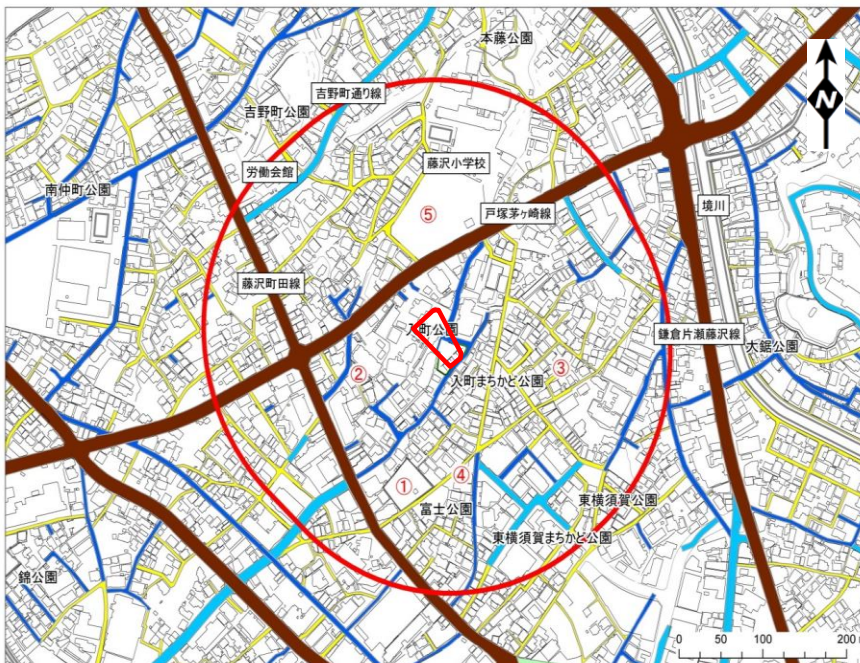 本藤公園
吉野町通り線
吉野町公園
N
藤沢小学校
労働会館
南仲町公園
境川
戸塚茅ヶ崎線
⑤
藤沢町田線
町公園
鎌倉片瀬藤沢線
大鋸公園
②
入町まちかど公園
③
①
④
富士公園
東横須賀公園
東横須賀まちかど公園
錦公園
0 50 100 200